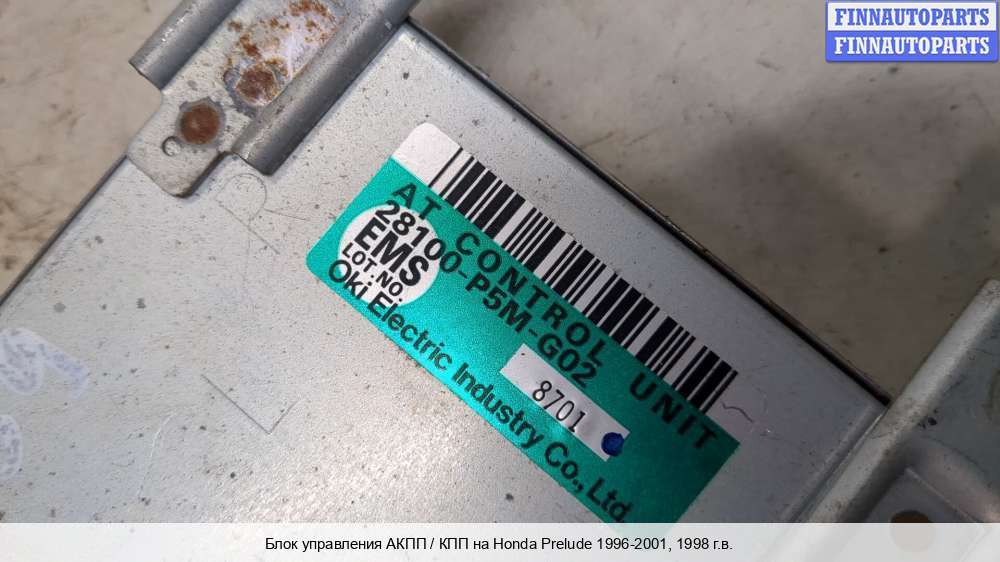 FINNAUTOPARTS
FINNAUTOPARTS
AT CONTROL UNIT
28100-P5M-G02
EMS
LOT.NO.
8701
Oki Electric Industry Co., Ltd.
Блок управления АКПП / КПП на Honda Prelude 1996-2001, 1998 г.в.